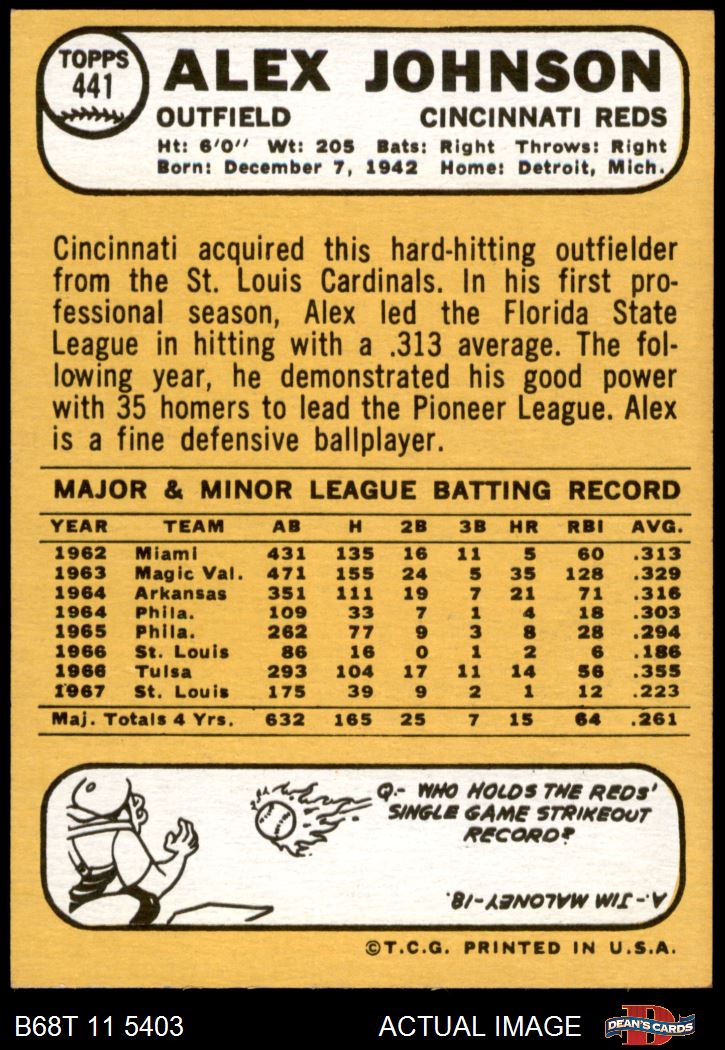 TOPPS
441
ALEX JOHNSON
OUTFIELD CINCINNATI REDS
Ht: 6'0" Wt: 205 Bats: Right Throws: Right
Born: December 7, 1942 Home: Detroit, Mich.
Cincinnati acquired this hard-hitting outfielder
from the St. Louis Cardinals. In his first pro-
fessional season, Alex led the Florida State
League in hitting with a .313 average. The fol-
lowing year, he demonstrated his good power
with 35 homers to lead the Pioneer League. Alex
is a fine defensive ballplayer.
MAJOR & MINOR LEAGUE BATTING RECORD
YEAR TEAM AB H 2B 3B HR RBI AVG.
1962 Miami 431 135 16 11 5 60 .313
1963 Magic Val. 471 155 24 5 35 128 .329
1964 Arkansas 351 111 19 7 21 71 .316
1964 Phila. 109 33 7 1 4 18 .303
1965 Phila. 262 77 9 3 8 28 .294
1966 St. Louis 86 16 0 1 2 6 .186
1966 Tulsa 293 104 17 11 14 56 .355
1967 St. Louis 175 39 9 2 1 12 .223
Maj. Totals 4 Yrs. 632 165 25 7 15 64 .261
Q.- WHO HOLDS THE REDS'
SINGLE GAME STRIKEOUT
RECORD?
A.- JIM MALONEY-18.
©T.C.G. PRINTED IN U.S.A.
B68T 11 5403 ACTUAL IMAGE
D
DEAN'S CARDS